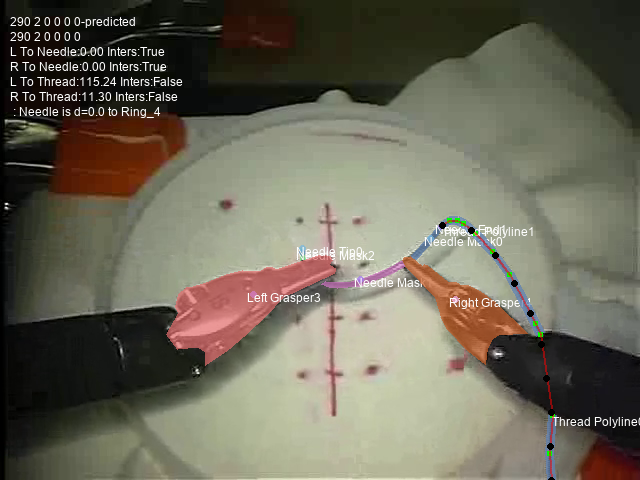 290 2 0 0 0 0-predicted
290 2 0 0 0 0
L To Needle:0.00 Inters:True
R To Needle:0.00 Inters:True
L To Thread:115.24 Inters:False
R To Thread:11.30 Inters:False
: Needle is d=0.0 to Ring_4
Needle End1
Thread Polyline1
Needle Mask0
Needle Tip0
Mask2
Needle Mask
Left Grasper3
Right Grasper
Thread Polyline0